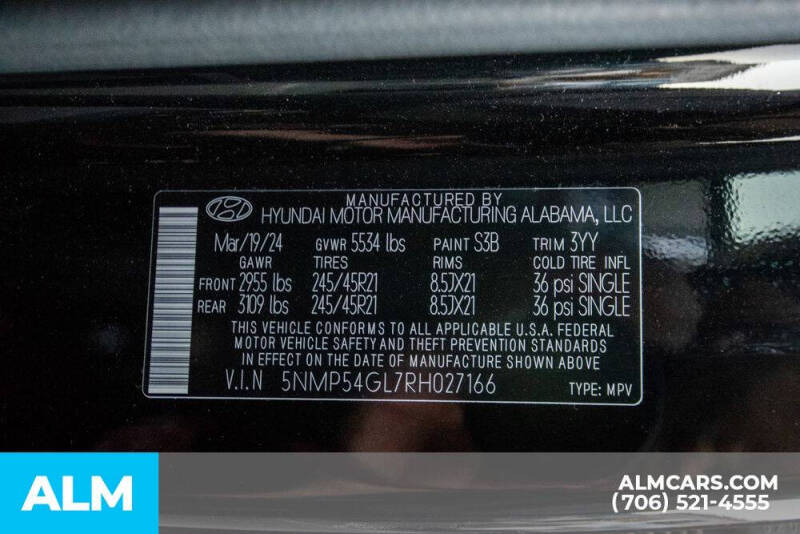 MANUFACTURED BY
HYUNDAI MOTOR MANUFACTURING ALABAMA, LLC
Mar/19/24 GVWR 5534 lbs PAINT S3B TRIM 3YY
GAWR TIRES RIMS COLD TIRE INFL
FRONT 2955 lbs 245/45R21 8.5JX21 36 psi SINGLE
REAR 3109 lbs 245/45R21 8.5JX21 36 psi SINGLE
THIS VEHICLE CONFORMS TO ALL APPLICABLE U.S.A. FEDERAL
MOTOR VEHICLE SAFETY AND THEFT PREVENTION STANDARDS
IN EFFECT ON THE DATE OF MANUFACTURE SHOWN ABOVE
V.I.N 5NMP54GL7RH027166 TYPE: MPV
ALM
ALMCARS.COM
(706) 521-4555